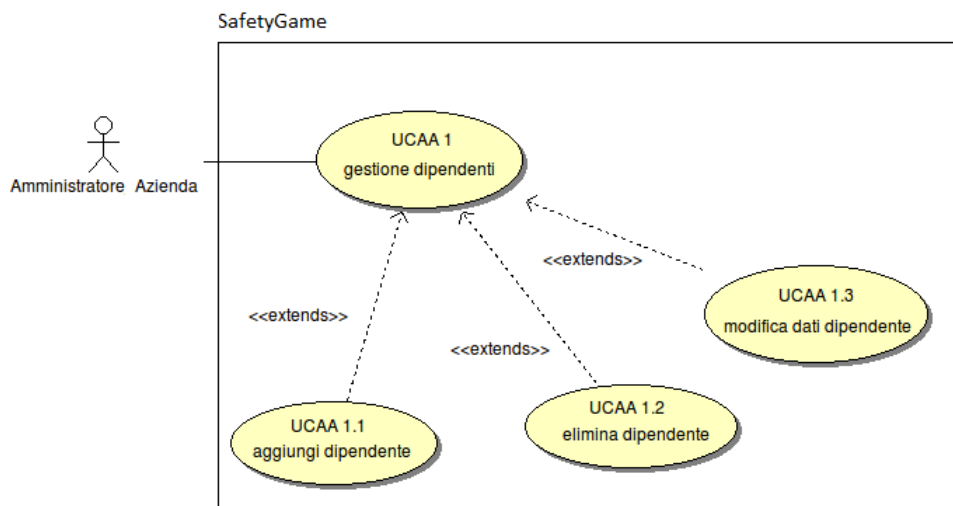 SafetyGame
UCAA 1
gestione dipendenti
Amministratore Azienda
<<extends>>
UCAA 1.3
modifica dati dipendente
<<extends>>
<<extends>>
UCAA 1.2
elimina dipendente
UCAA 1.1
aggiungi dipendente